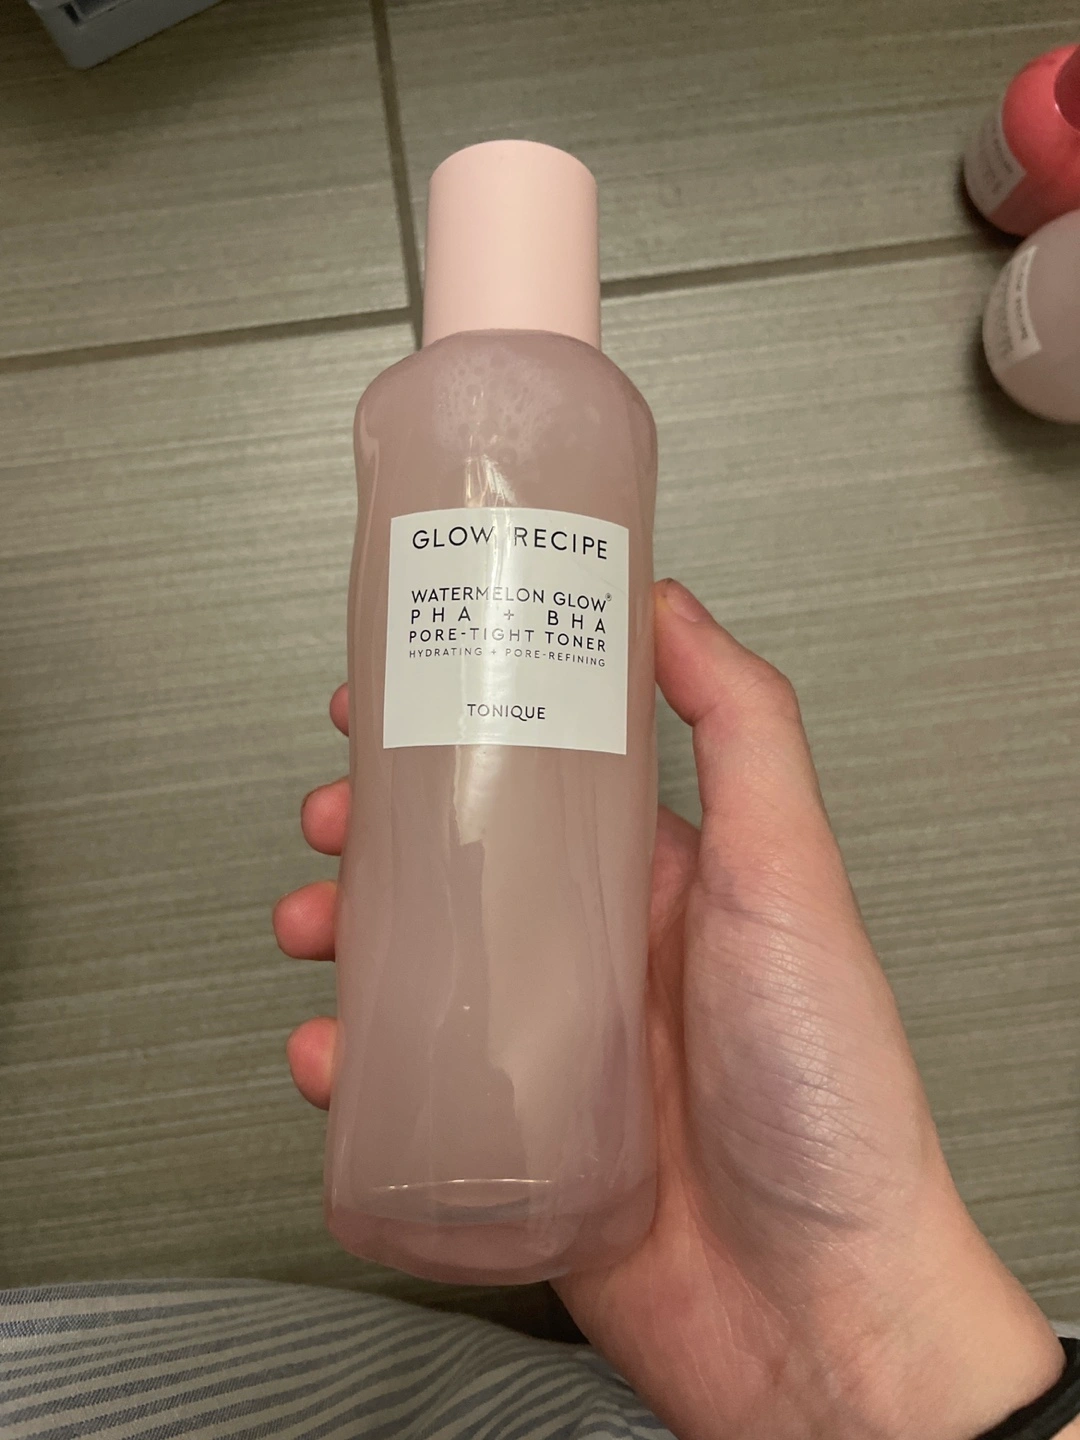 GLOW RECIPE
WATERMELON GLOW®
PHA + BHA
PORE-TIGHT TONER
HYDRATING + PORE-REFINING
TONIQUE